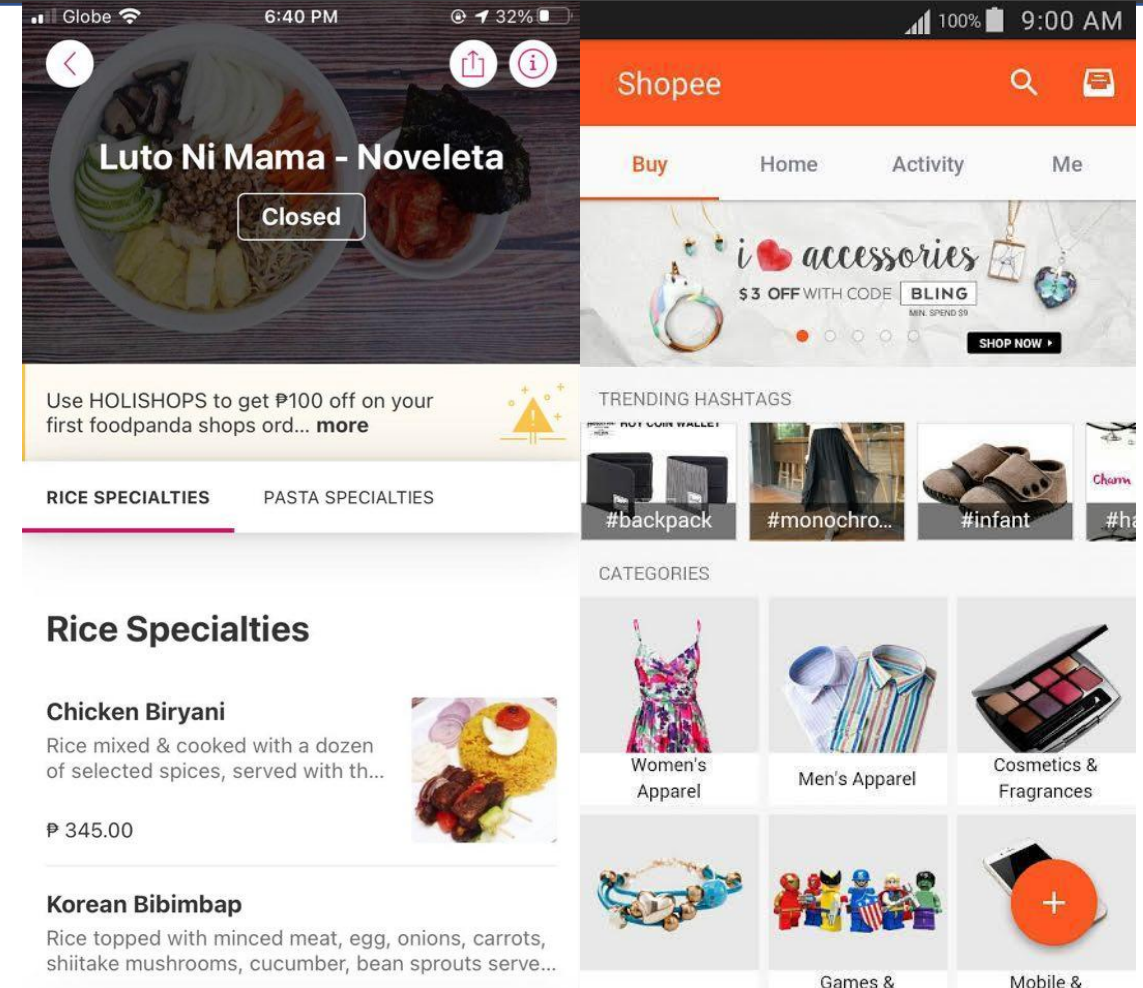 Globe
6:40 PM
32%
Luto Ni Mama - Noveleta
Closed
Use HOLISHOPS to get ₱100 off on your
first foodpanda shops ord... more
RICE SPECIALTIES
PASTA SPECIALTIES
Rice Specialties
Chicken Biryani
Rice mixed & cooked with a dozen
of selected spices, served with th...
₱ 345.00
Korean Bibimbap
Rice topped with minced meat, egg, onions, carrots,
shiitake mushrooms, cucumber, bean sprouts serve...
100%
9:00 AM
Shopee
Buy
Home
Activity
Me
i accessories
$3 OFF WITH CODE BLING
MIN. SPEND $9
SHOP NOW
TRENDING HASHTAGS
#backpack
#monochro...
#infant
Charm
#ha
CATEGORIES
Women's
Apparel
Men's Apparel
Cosmetics &
Fragrances
Games &
Mobile &